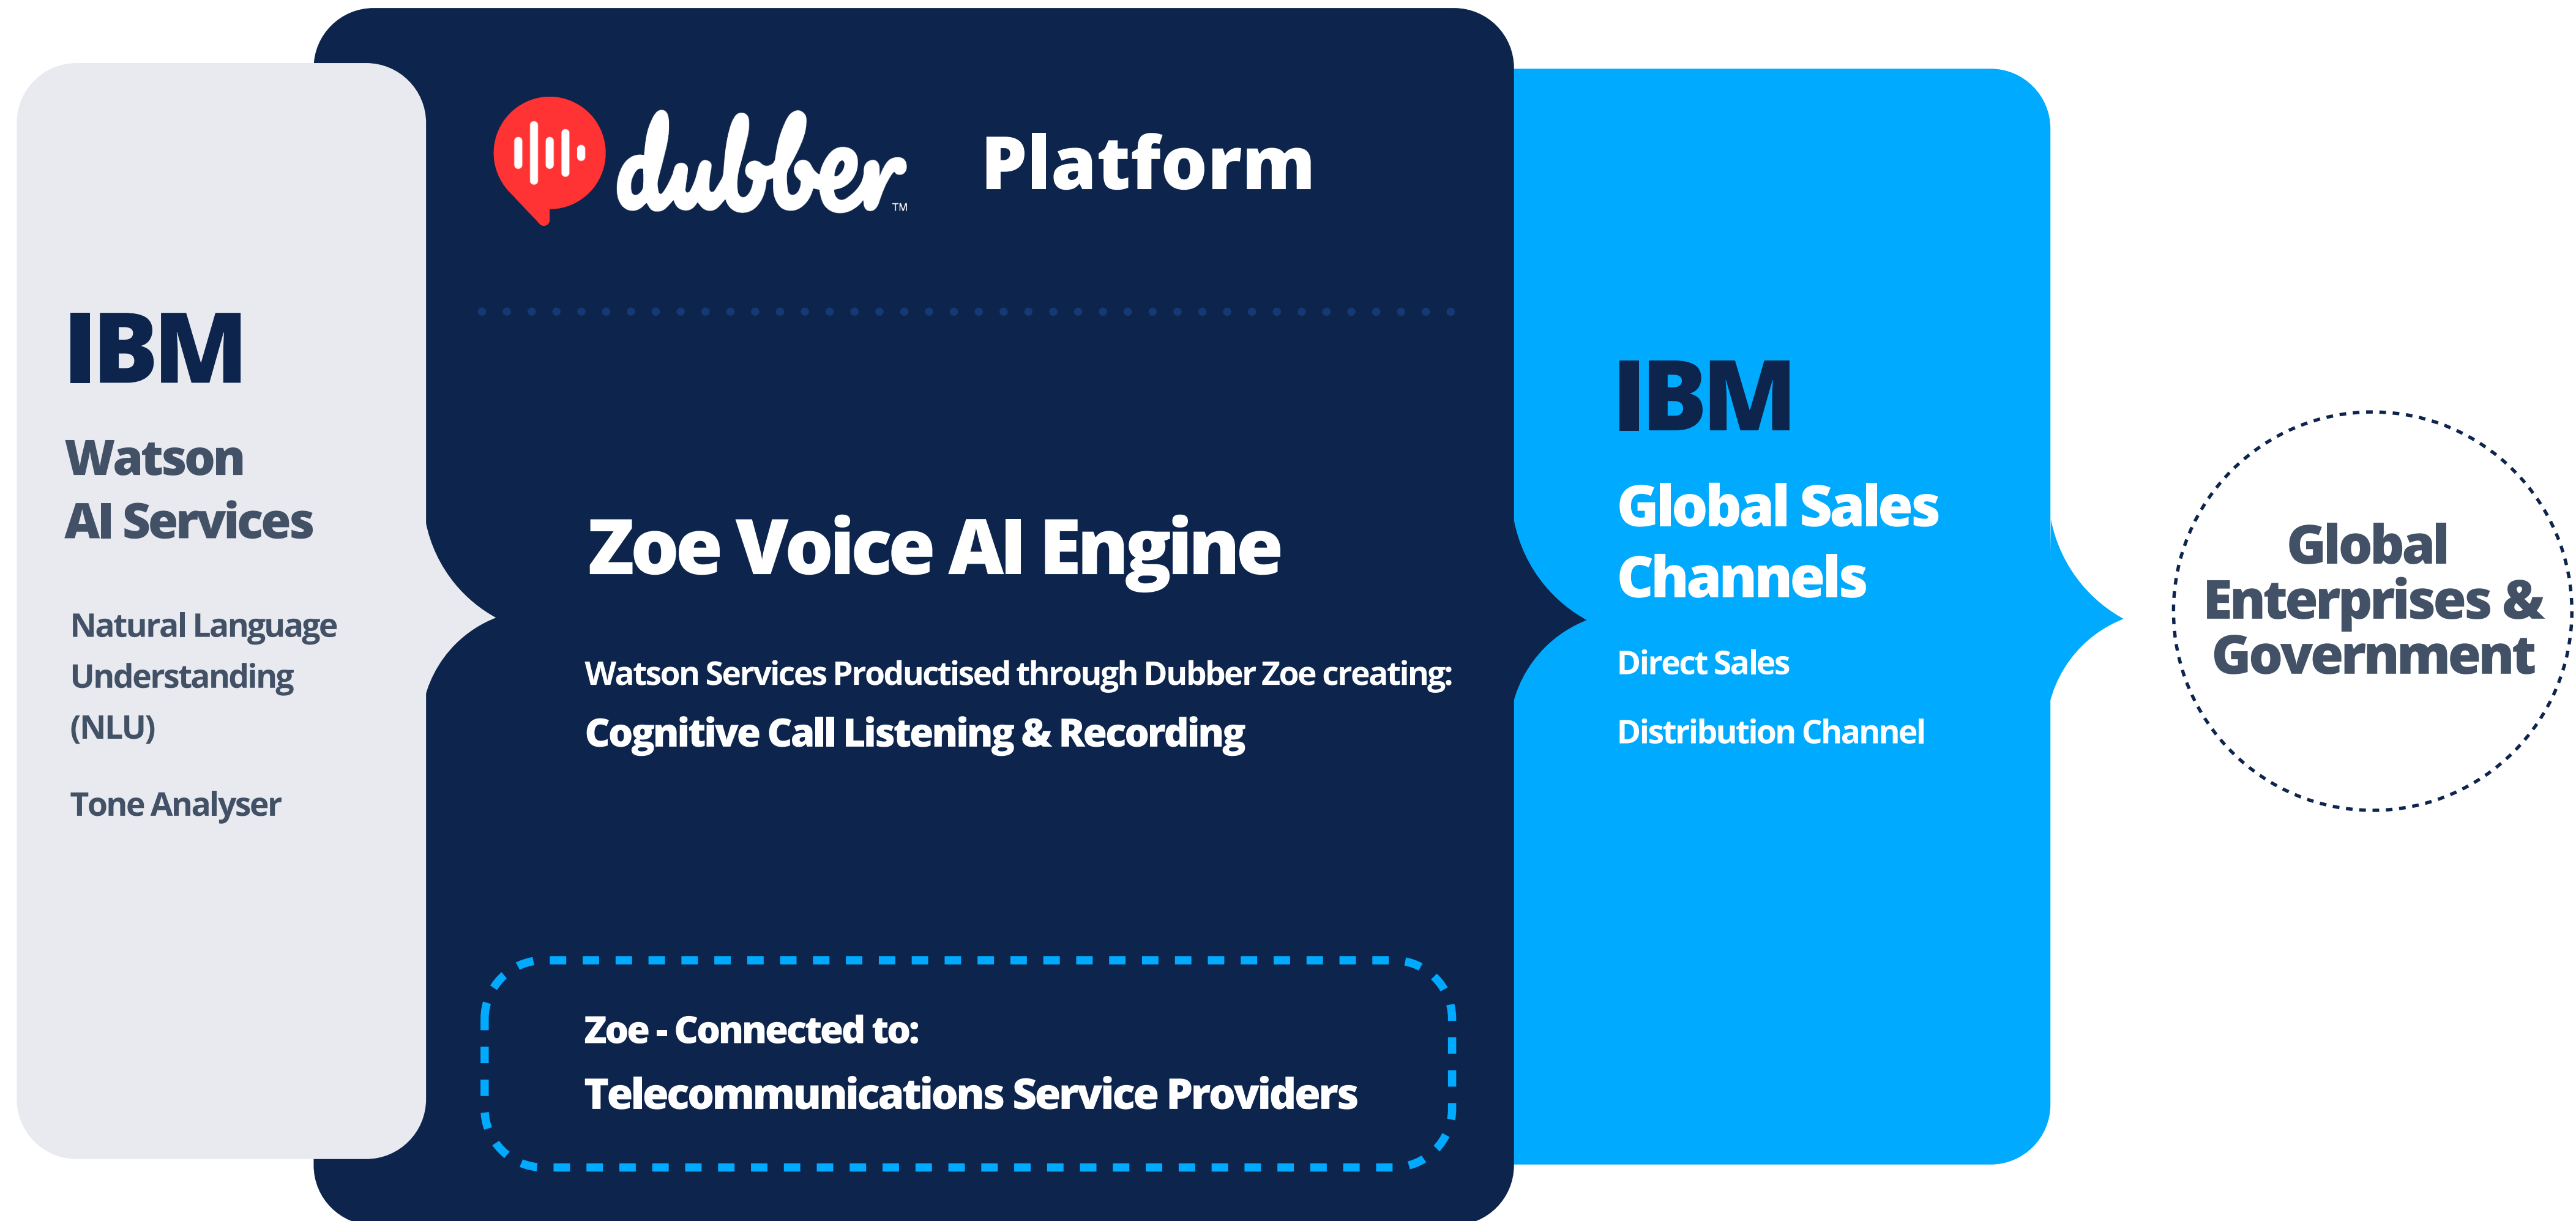 IBM
Watson
AI Services
Natural Language
Understanding
(NLU)
Tone Analyser
dubber™ Platform
Zoe Voice AI Engine
Watson Services Productised through Dubber Zoe creating:
Cognitive Call Listening & Recording
Zoe - Connected to:
Telecommunications Service Providers
IBM
Global Sales
Channels
Direct Sales
Distribution Channel
Global
Enterprises &
Government